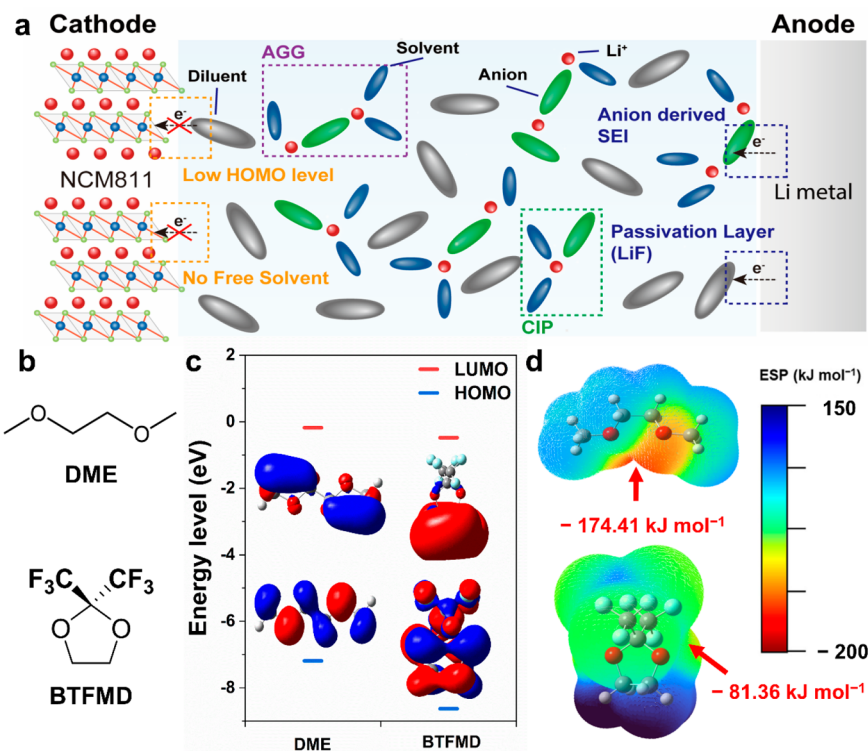 a
Cathode
Anode
AGG
Solvent
Li⁺
Diluent
Anion
e⁻
Anion derived
SEI
e⁻
NCM811
Low HOMO level
Li metal
e⁻
Passivation Layer
(LiF)
No Free Solvent
e⁻
CIP
b
O
O
DME
F₃C
CF₃
O
O
BTFMD
c
2
0
-2
-4
-6
-8
Energy level (eV)
LUMO
HOMO
DME
BTFMD
d
ESP (kJ mol⁻¹)
150
- 200
- 174.41 kJ mol⁻¹
- 81.36 kJ mol⁻¹